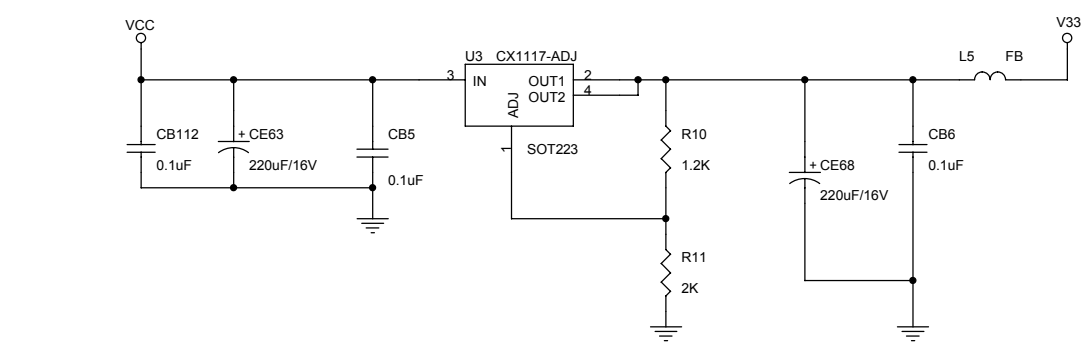 VCC
V33
U3 CX1117-ADJ
L5 FB
3
IN
OUT1
2
OUT2
4
ADJ
1
SOT223
CB112
0.1uF
+
CE63
220uF/16V
CB5
0.1uF
R10
1.2K
+
CE68
220uF/16V
CB6
0.1uF
R11
2K